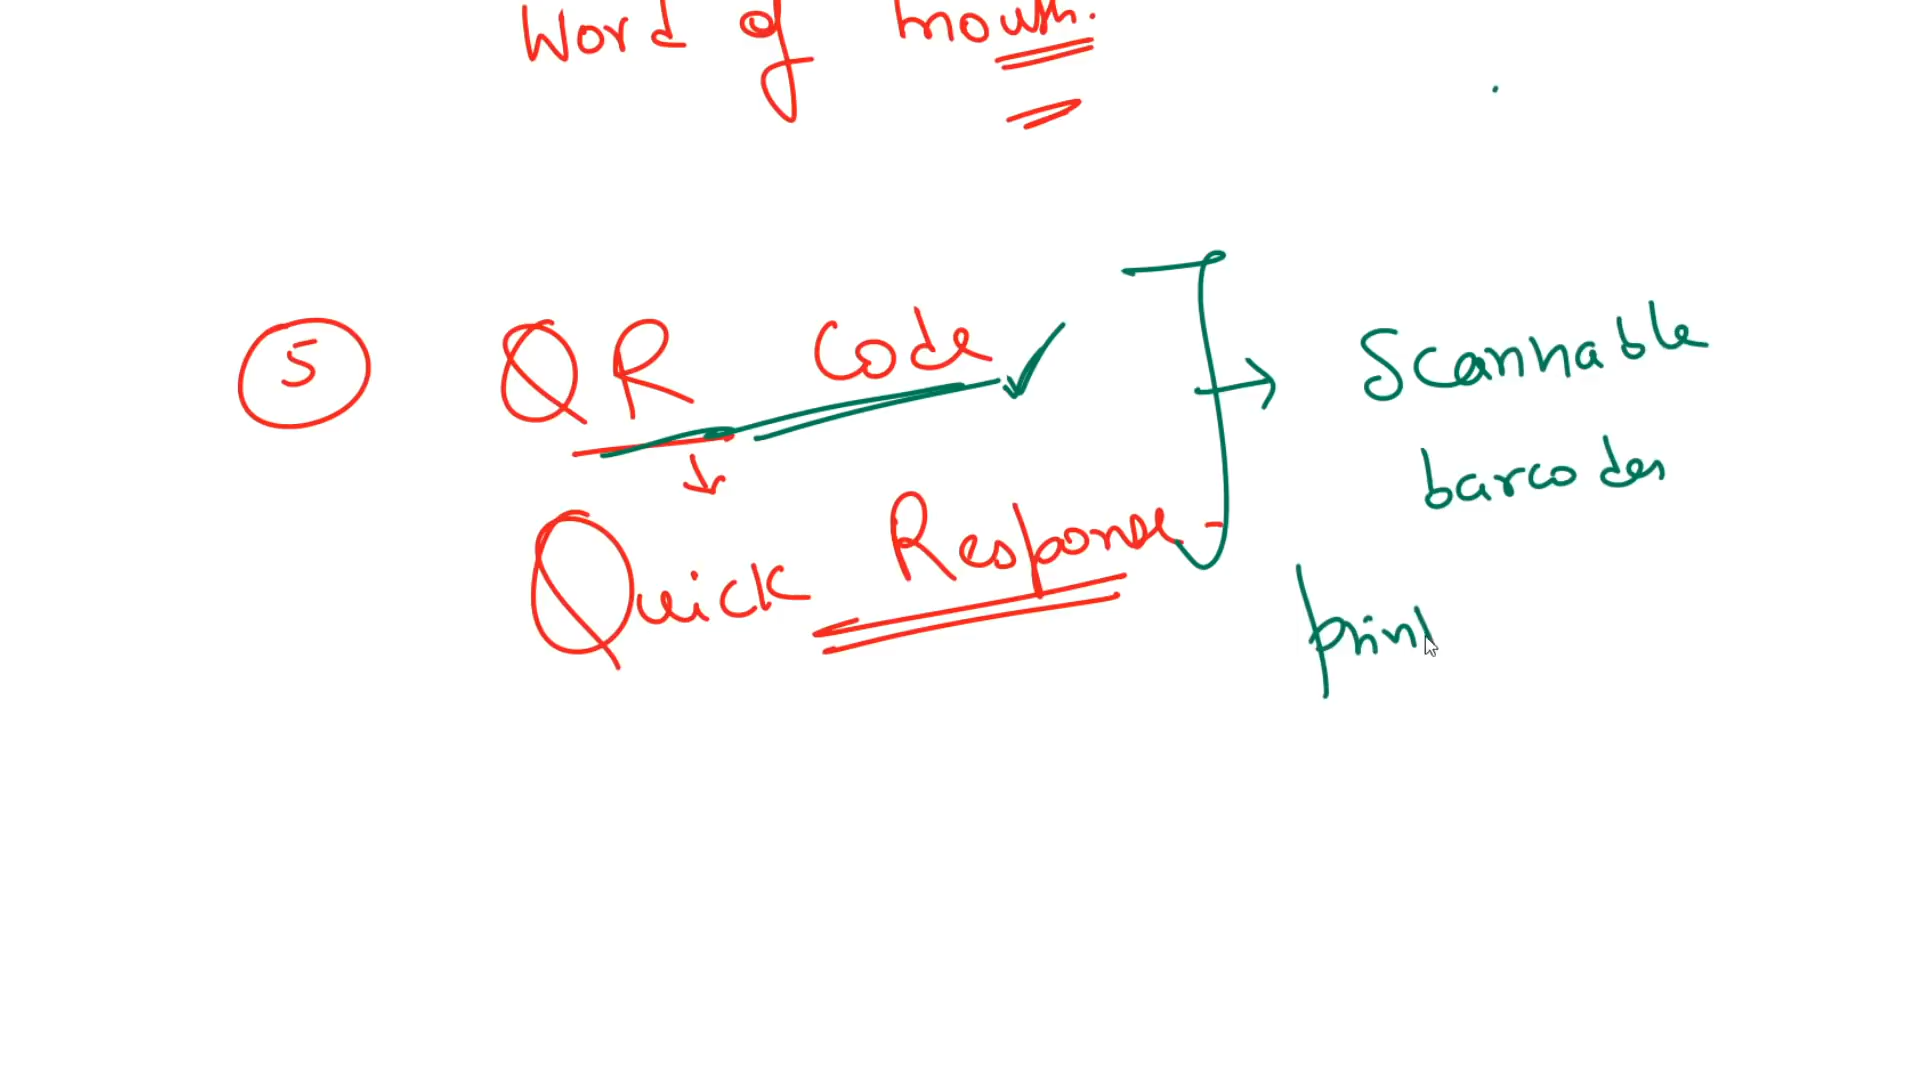 Word of mouth.
5 QR Code
Quick Response
Scannable
barcodes
print